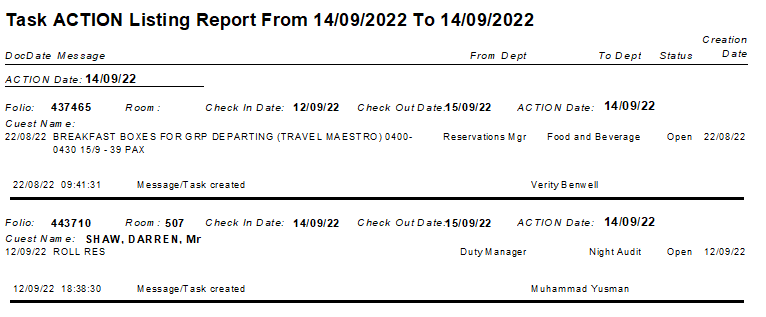 Task ACTION Listing Report From 14/09/2022 To 14/09/2022
DocDate Message From Dept To Dept Status Creation Date
ACTION Date: 14/09/22
Folio: 437465 Room: Check In Date: 12/09/22 Check Out Date: 15/09/22 ACTION Date: 14/09/22
Guest Name:
22/08/22 BREAKFAST BOXES FOR GRP DEPARTING (TRAVEL MAESTRO) 0400- Reservations Mgr Food and Beverage Open 22/08/22
0430 15/9 - 39 PAX
22/08/22 09:41:31 Message/Task created Verity Benwell
Folio: 443710 Room: 507 Check In Date: 14/09/22 Check Out Date: 15/09/22 ACTION Date: 14/09/22
Guest Name: SHAW, DARREN, Mr
12/09/22 ROLL RES Duty Manager Night Audit Open 12/09/22
12/09/22 18:38:30 Message/Task created Muhammad Yusman